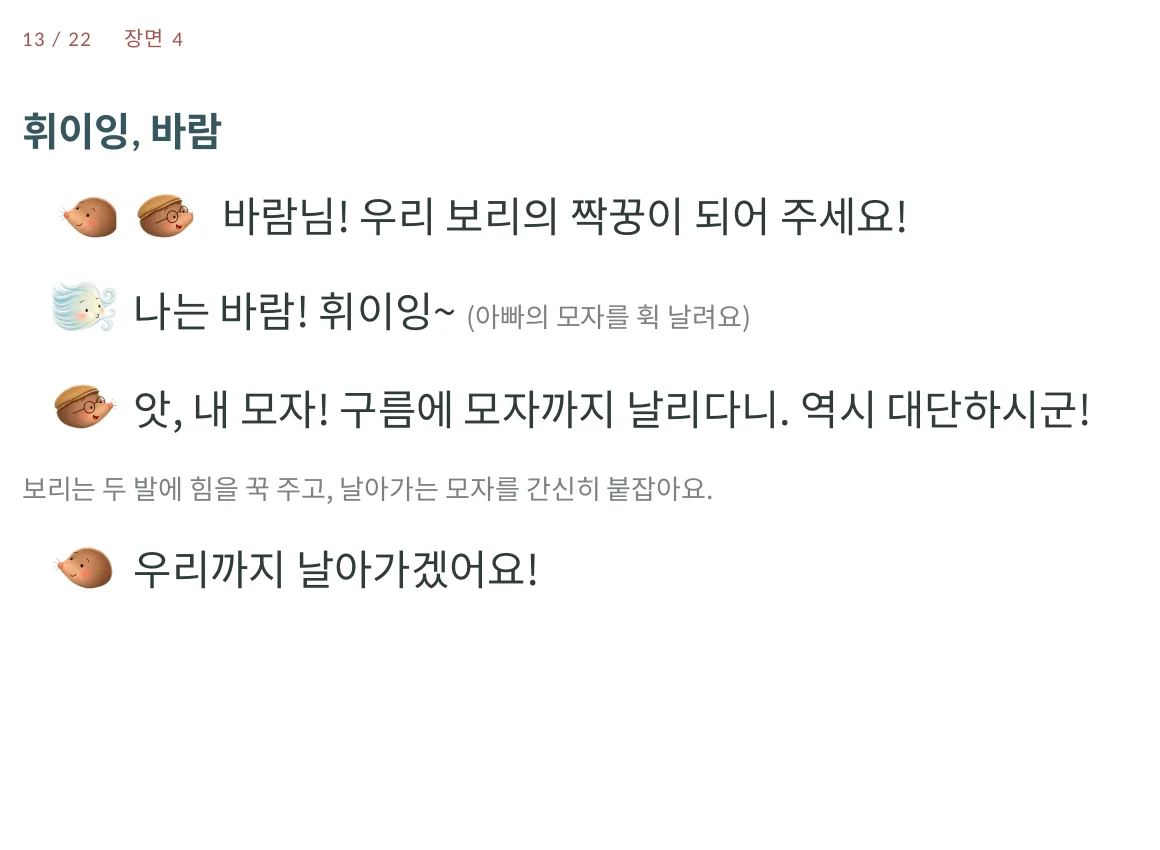 13 / 22 장면 4
휘이잉, 바람
바람님! 우리 보리의 짝꿍이 되어 주세요!
나는 바람! 휘이잉~ (아빠의 모자를 휙 날려요)
앗, 내 모자! 구름에 모자까지 날리다니. 역시 대단하시군!
보리는 두 발에 힘을 꾹 주고, 날아가는 모자를 간신히 붙잡아요.
우리까지 날아가겠어요!